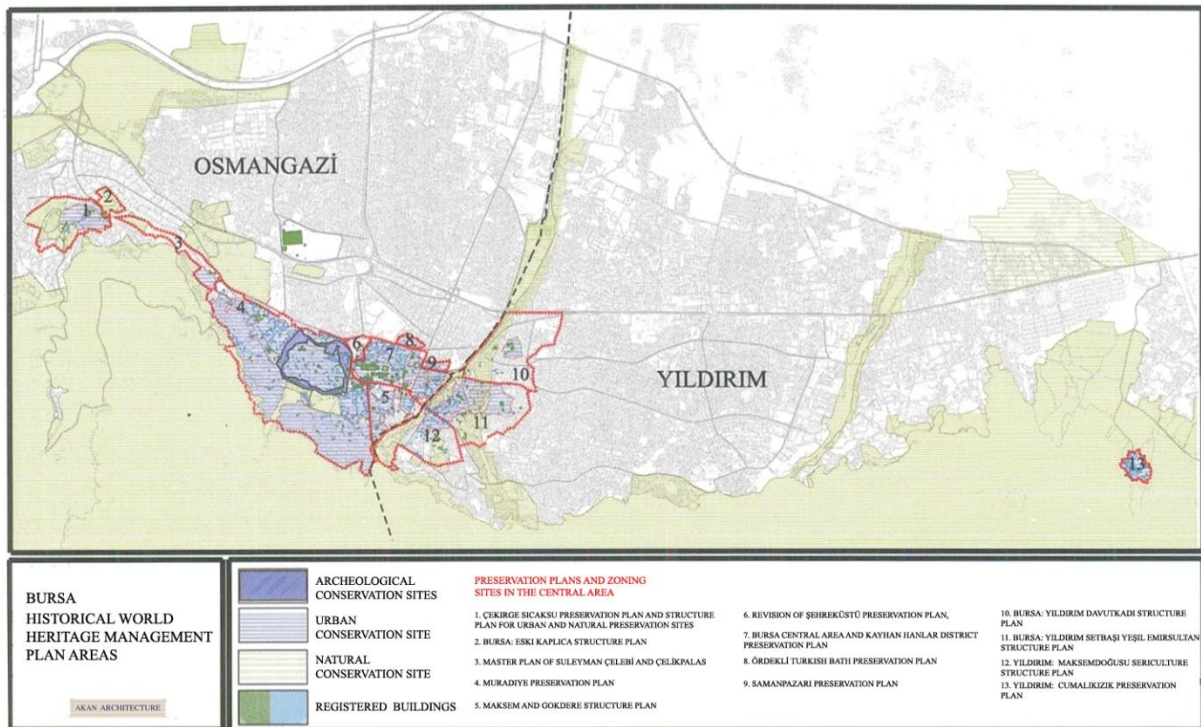 OSMANGAZİ
YILDIRIM
1
2
3
4
5
6
7
8
9
10
11
12
13
BURSA
HISTORICAL WORLD
HERITAGE MANAGEMENT
PLAN AREAS
AKAN ARCHITECTURE
ARCHEOLOGICAL
CONSERVATION SITES
URBAN
CONSERVATION SITE
NATURAL
CONSERVATION SITE
REGISTERED BUILDINGS
PRESERVATION PLANS AND ZONING
SITES IN THE CENTRAL AREA
1. ÇEKIRGE SICAKSU PRESERVATION PLAN AND STRUCTURE
PLAN FOR URBAN AND NATURAL PRESERVATION SITES
2. BURSA: ESKI KAPLICA STRUCTURE PLAN
3. MASTER PLAN OF SULEYMAN ÇELEBİ AND ÇELİKPALAS
4. MURADIYE PRESERVATION PLAN
5. MAKSEM AND GOKDERE STRUCTURE PLAN
6. REVISION OF ŞEHREKÜSTÜ PRESERVATION PLAN,
7. BURSA CENTRAL AREA AND KAYHAN HANLAR DISTRICT
PRESERVATION PLAN
8. ÖRDEKLİ TURKISH BATH PRESERVATION PLAN
9. SAMANPAZARI PRESERVATION PLAN
10. BURSA: YILDIRIM DAVUTKADI STRUCTURE
PLAN
11. BURSA: YILDIRIM SETBAŞI YEŞIL EMIRSULTAN
STRUCTURE PLAN
12. YILDIRIM: MAKSEMDOĞUSU SERICULTURE
STRUCTURE PLAN
13. YILDIRIM: CUMALIKIZIK PRESERVATION
PLAN